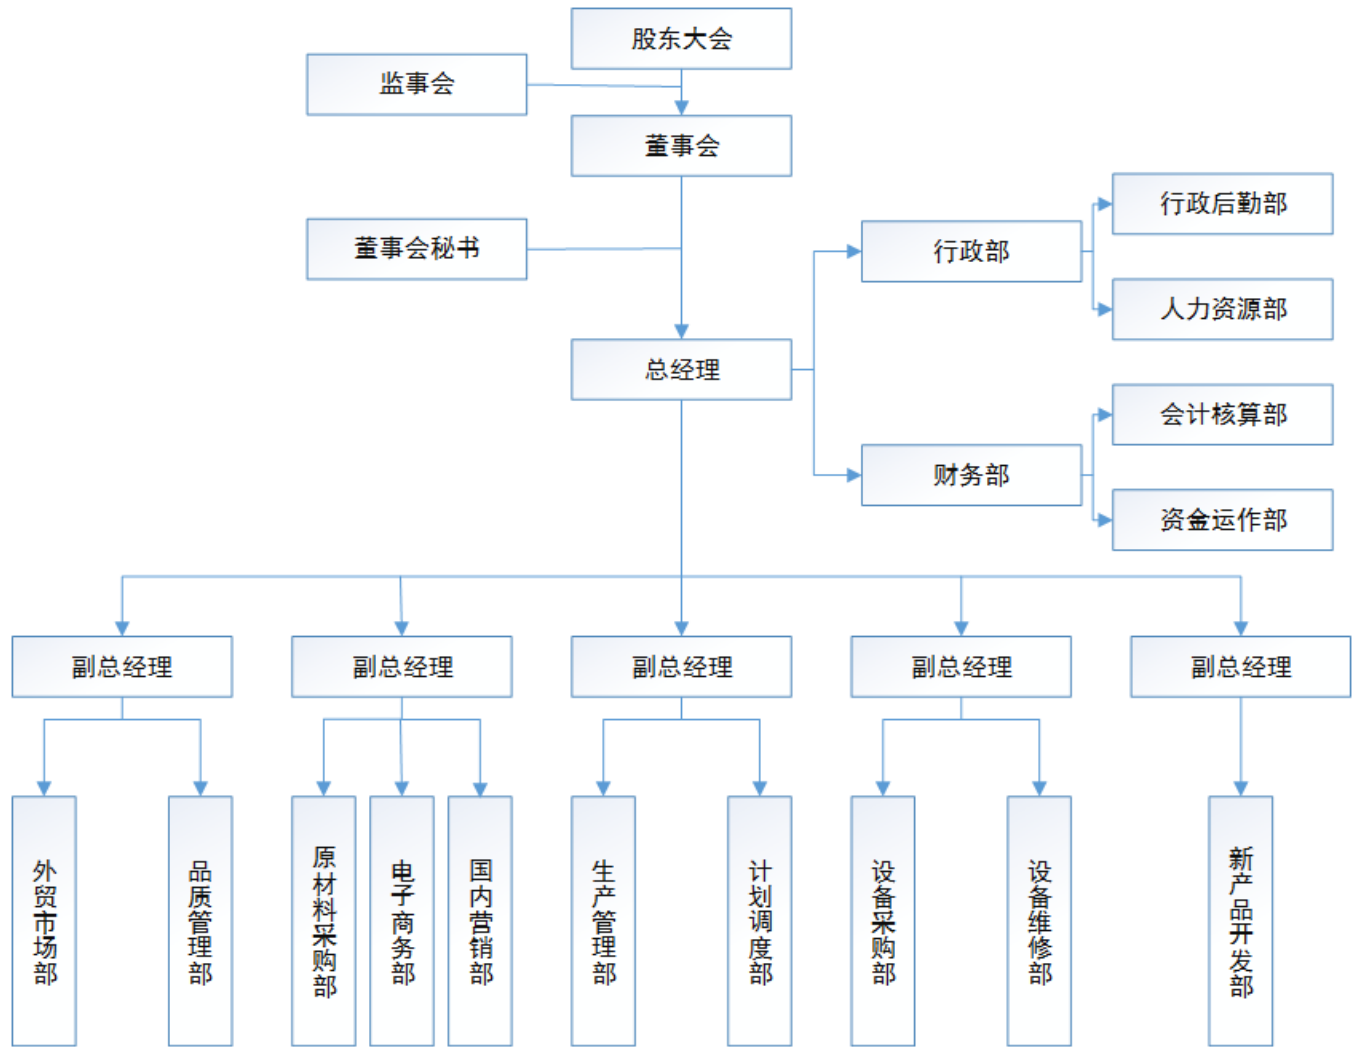 股东大会
监事会
董事会
董事会秘书
行政后勤部
行政部
人力资源部
总经理
会计核算部
财务部
资金运作部
副总经理
副总经理
副总经理
副总经理
副总经理
外贸市场部
品质管理部
原材料采购部
电子商务部
国内营销部
生产管理部
计划调度部
设备采购部
设备维修部
新产品开发部